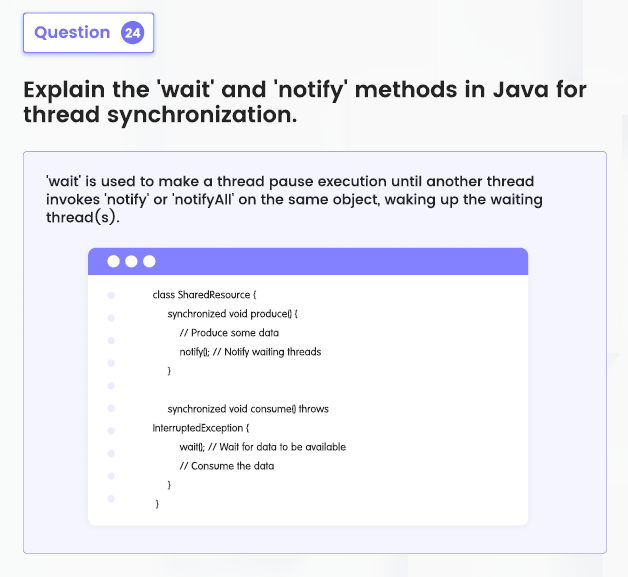 Question 24
Explain the 'wait' and 'notify' methods in Java for
thread synchronization.
'wait' is used to make a thread pause execution until another thread
invokes 'notify' or 'notifyAll' on the same object, waking up the waiting
thread(s).
class SharedResource {
synchronized void produce() {
// Produce some data
notify(); // Notify waiting threads
}
synchronized void consume() throws
InterruptedException {
wait(); // Wait for data to be available
// Consume the data
}
}